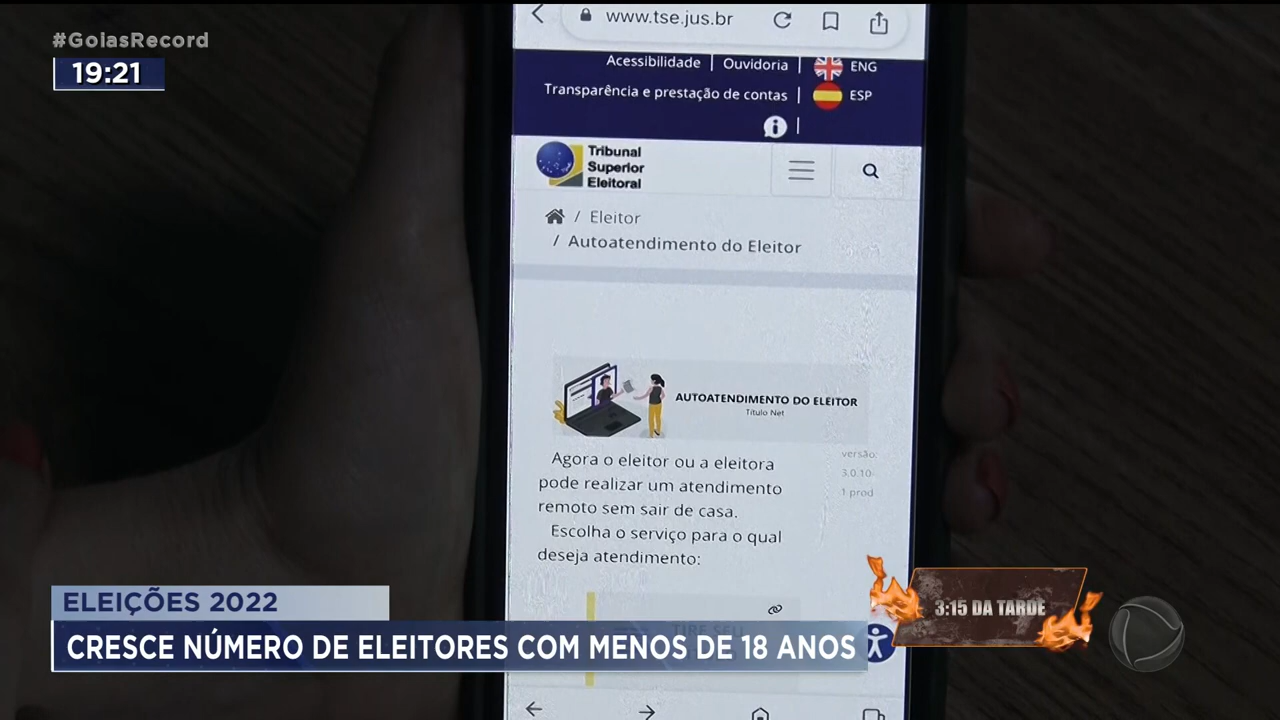 #GoiasRecord
19:21
www.tse.jus.br
Acessibilidade | Ouvidoria | ENG
Transparência e prestação de contas | ESP
i |
Tribunal
Superior
Eleitoral
/ Eleitor
/ Autoatendimento do Eleitor
AUTOATENDIMENTO DO ELEITOR
Título Net
Agora o eleitor ou a eleitora
pode realizar um atendimento
remoto sem sair de casa.
Escolha o serviço para o qual
deseja atendimento:
versão:
3.0.10-
1 prod
TIRE SEU
ELEIÇÕES 2022
CRESCE NÚMERO DE ELEITORES COM MENOS DE 18 ANOS
3:15 DA TARDE